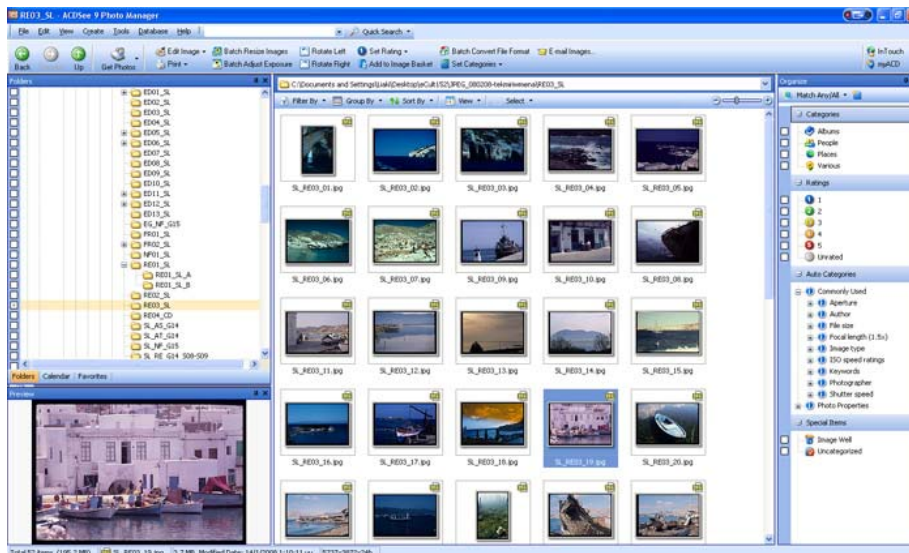 RE03_SL - ACDSee 9 Photo Manager
File Edit View Create Tools Database Help
Quick Search
Back Up Get Photos
Edit Image Batch Resize Images Rotate Left Set Rating Batch Convert File Format E-mail Images...
Print Batch Adjust Exposure Rotate Right Add to Image Basket Set Categories
InTouch
myACD
Folders
ED01_SL
ED02_SL
ED03_SL
ED04_SL
ED05_SL
ED06_SL
ED07_SL
ED08_SL
ED09_SL
ED10_SL
ED11_SL
ED12_SL
ED13_SL
EG_NF_G15
FR01_SL
FR02_SL
NF01_SL
RE01_SL
RE01_SL_A
RE01_SL_B
RE02_SL
RE03_SL
RE04_CD
SL_AS_G14
SL_AT_G14
SL_NF_G15
SL_RE_G14 S08-S09
Folders Calendar Favorites
Preview
Filter By Group By Sort By View Select
SL_RE03_01.jpg SL_RE03_02.jpg SL_RE03_03.jpg SL_RE03_04.jpg SL_RE03_05.jpg
SL_RE03_06.jpg SL_RE03_07.jpg SL_RE03_09.jpg SL_RE03_10.jpg SL_RE03_08.jpg
SL_RE03_11.jpg SL_RE03_12.jpg SL_RE03_13.jpg SL_RE03_14.jpg SL_RE03_15.jpg
SL_RE03_16.jpg SL_RE03_17.jpg SL_RE03_18.jpg SL_RE03_19.jpg SL_RE03_20.jpg
Organize
Match Any/All
Categories
Albums
People
Places
Various
Ratings
1
2
3
4
5
Unrated
Auto Categories
Commonly Used
Aperture
Author
File size
Focal length (1.5x)
Image type
ISO speed ratings
Keywords
Photographer
Shutter speed
Photo Properties
Special Items
Image Well
Uncategorized